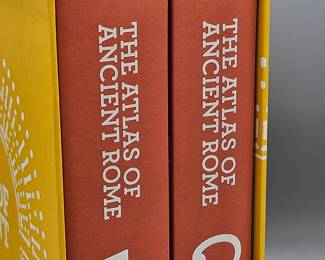 THE ATLAS OF
ANCIENT ROME
THE ATLAS OF
ANCIENT ROME